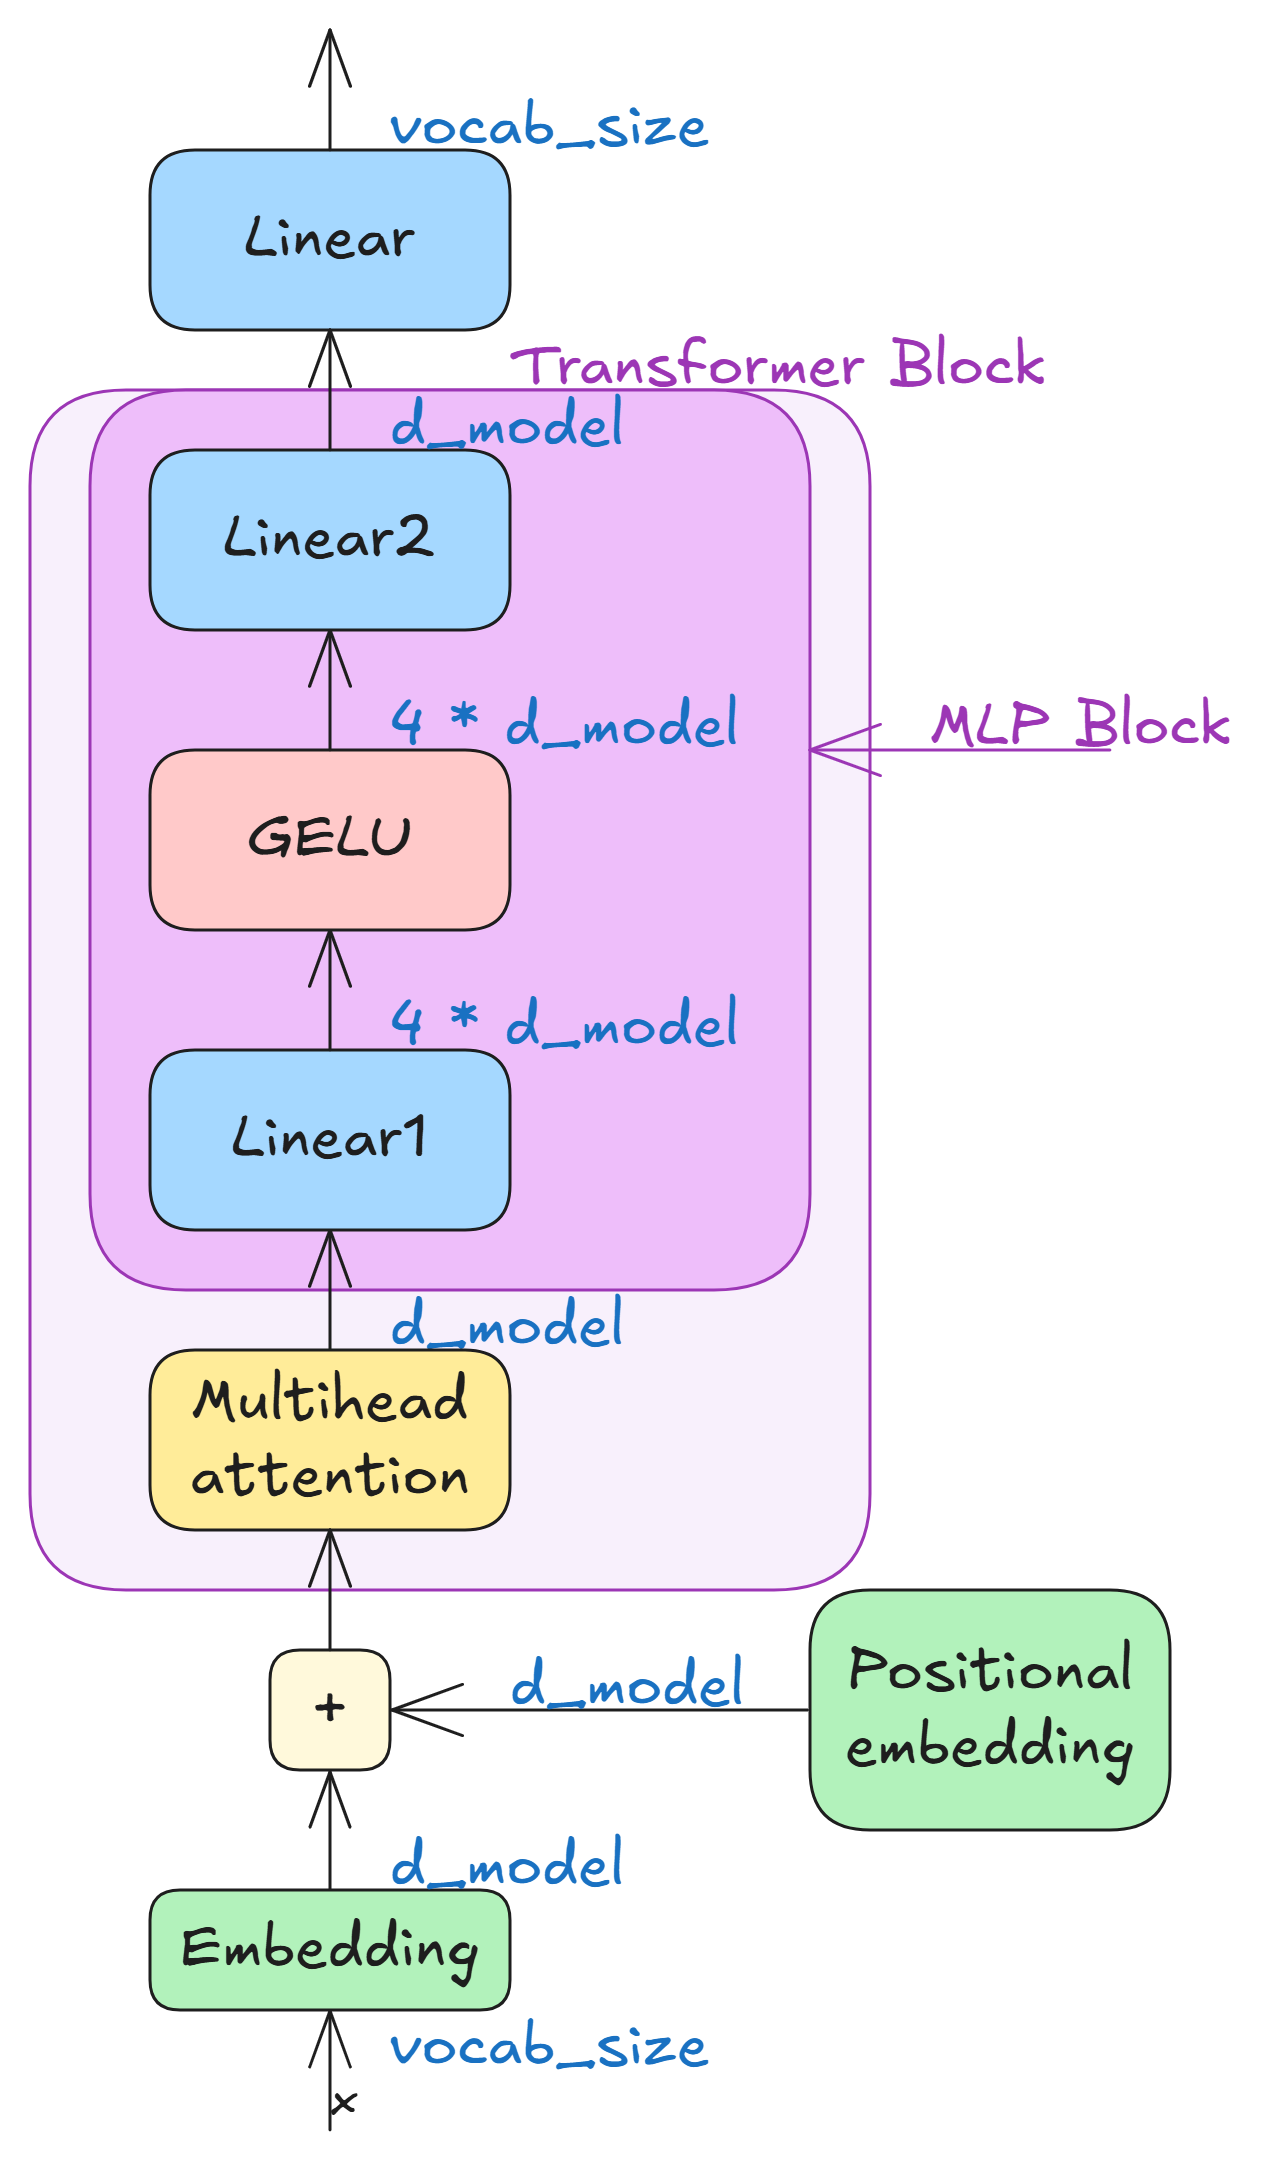 vocab_size
Linear
Transformer Block
d_model
Linear2
4 * d_model
MLP Block
GELU
4 * d_model
Linear1
d_model
Multihead
attention
Positional
embedding
d_model
+
d_model
Embedding
vocab_size
x